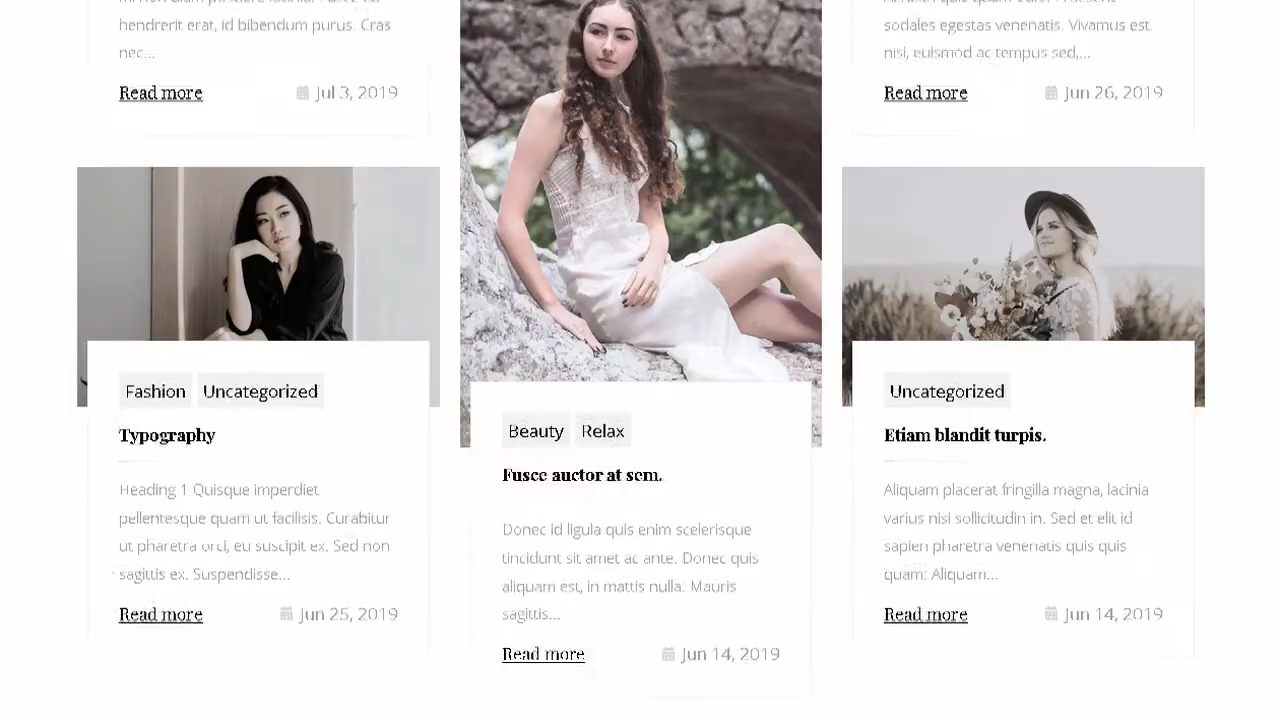 hendrerit erat, id bibendum purus. Cras
nec...
Read more
Jul 3, 2019
Fashion
Uncategorized
Typography
Heading 1 Quisque imperdiet
pellentesque quam ut facilisis. Curabitur
ut pharetra orci, eu suscipit ex. Sed non
sagittis ex. Suspendisse...
Read more
Jun 25, 2019
Beauty
Relax
Fusce auctor at sem.
Donec id ligula quis enim scelerisque
tincidunt sit amet ac ante. Donec quis
aliquam est, in mattis nulla. Mauris
sagittis...
Read more
Jun 14, 2019
sodales egestas venenatis. Vivamus est
nisi, euismod ac tempus sed,...
Read more
Jun 26, 2019
Uncategorized
Etiam blandit turpis.
Aliquam placerat fringilla magna, lacinia
varius nisi sollicitudin in. Sed et elit id
sapien pharetra venenatis quis quis
quam. Aliquam...
Read more
Jun 14, 2019